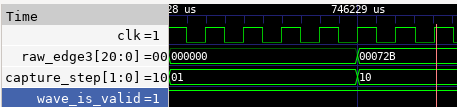 Time
28 us 746229 us
clk=1
raw_edge3[20:0]=00 000000 00072B
capture_step[1:0]=10 01 10
wave_is_valid=1